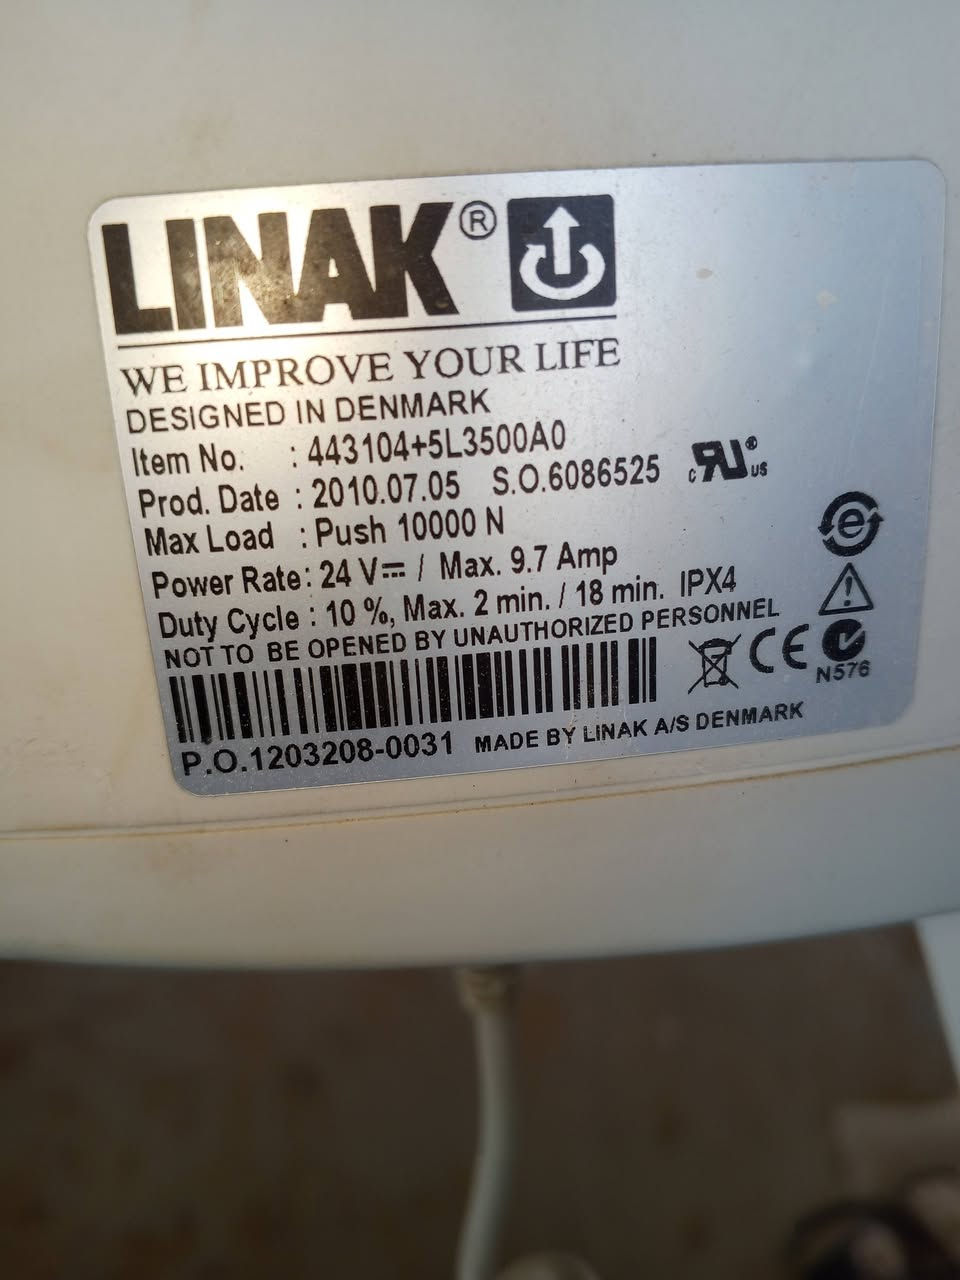 LINAK®
WE IMPROVE YOUR LIFE
DESIGNED IN DENMARK
Item No. : 443104+5L3500A0
Prod. Date : 2010.07.05 S.O.6086525
Max Load : Push 10000 N
Power Rate: 24 V⎓ / Max. 9.7 Amp
Duty Cycle : 10 %, Max. 2 min. / 18 min. IPX4
NOT TO BE OPENED BY UNAUTHORIZED PERSONNEL
P.O.1203208-0031 MADE BY LINAK A/S DENMARK
c RU® US
e
CE
N576